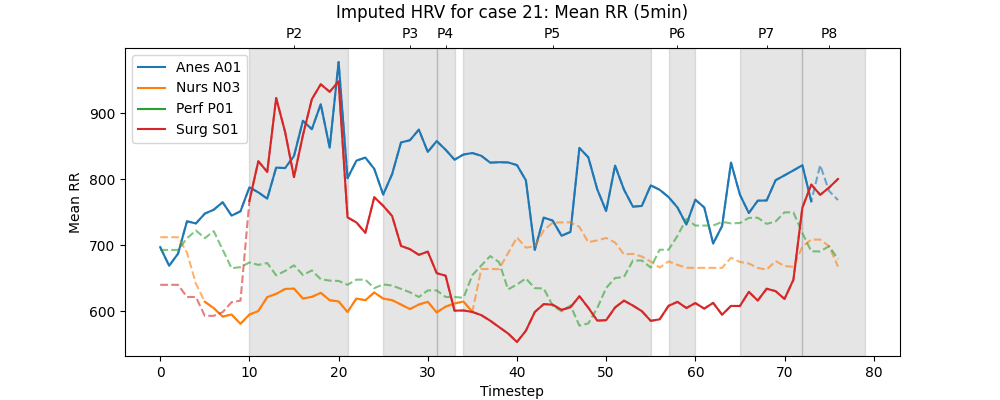 Imputed HRV for case 21: Mean RR (5min)
P2 P3 P4 P5 P6 P7 P8
Anes A01
Nurs N03
Perf P01
Surg S01
Mean RR
900
800
700
600
0 10 20 30 40 50 60 70 80
Timestep